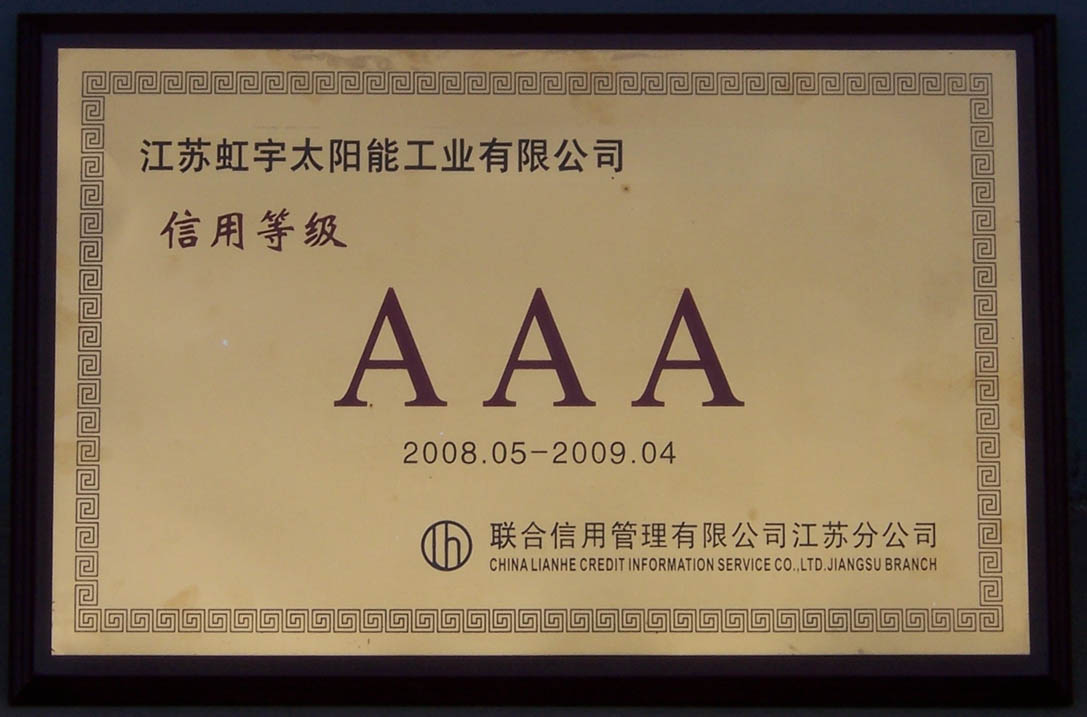 江苏虹宇太阳能工业有限公司
信用等级
AAA
2008.05-2009.04
lh 联合信用管理有限公司江苏分公司
CHINA LIANHE CREDIT INFORMATION SERVICE CO.,LTD.JIANGSU BRANCH